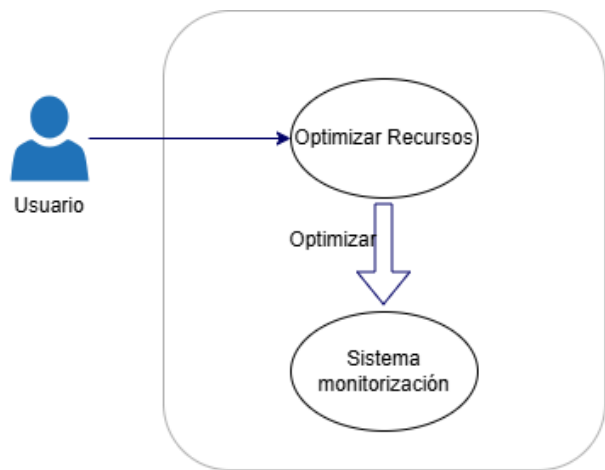 Optimizar Recursos
Usuario
Optimizar
Sistema
monitorización